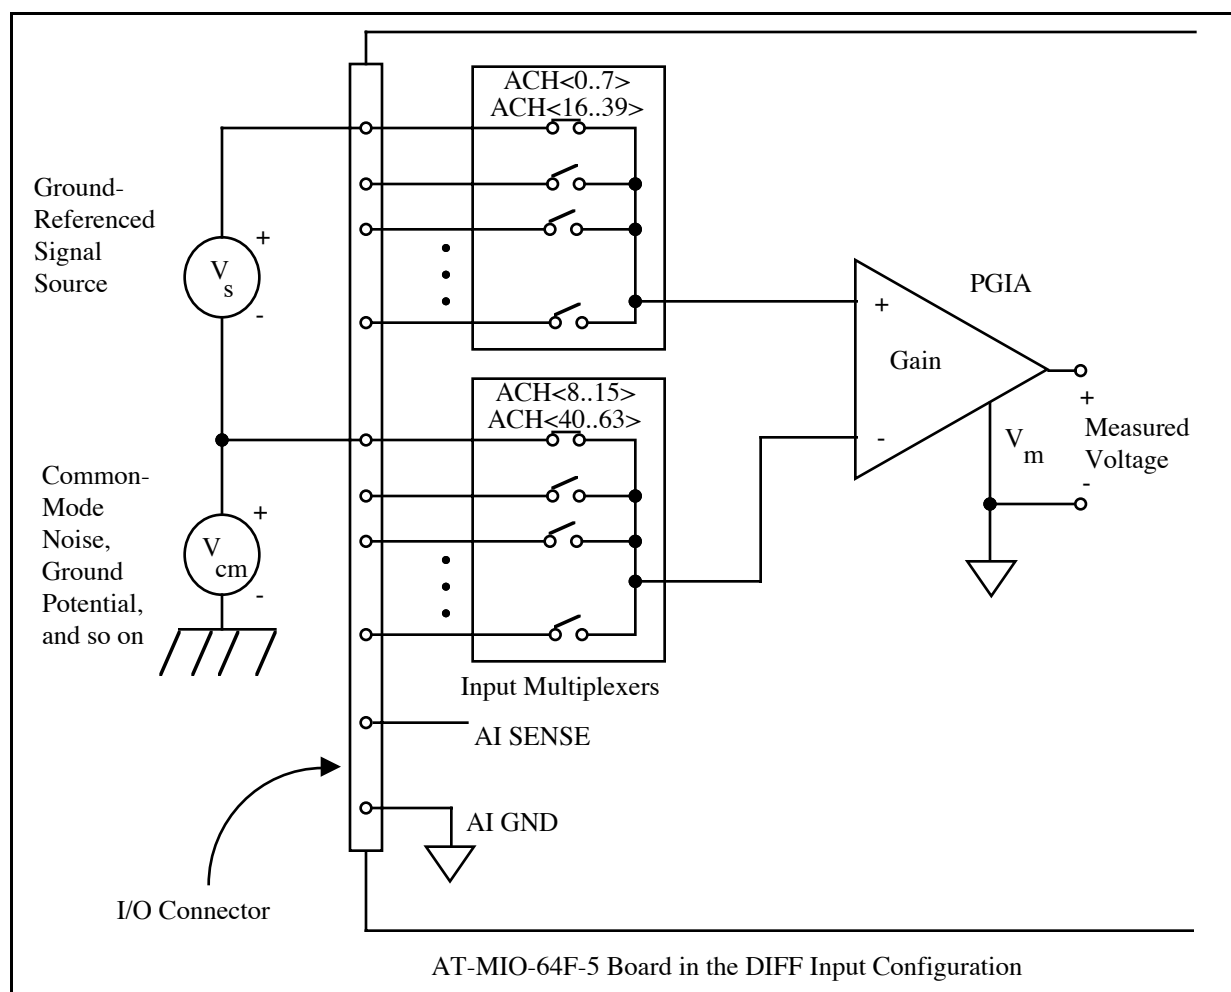 ACH<0..7>
ACH<16..39>
Ground-
Referenced
Signal
Source
+
V
s
-
PGIA
+
Gain
-
+
Measured
Voltage
-
V
m
ACH<8..15>
ACH<40..63>
Common-
Mode
Noise,
Ground
Potential,
and so on
+
V
cm
-
Input Multiplexers
AI SENSE
AI GND
I/O Connector
AT-MIO-64F-5 Board in the DIFF Input Configuration